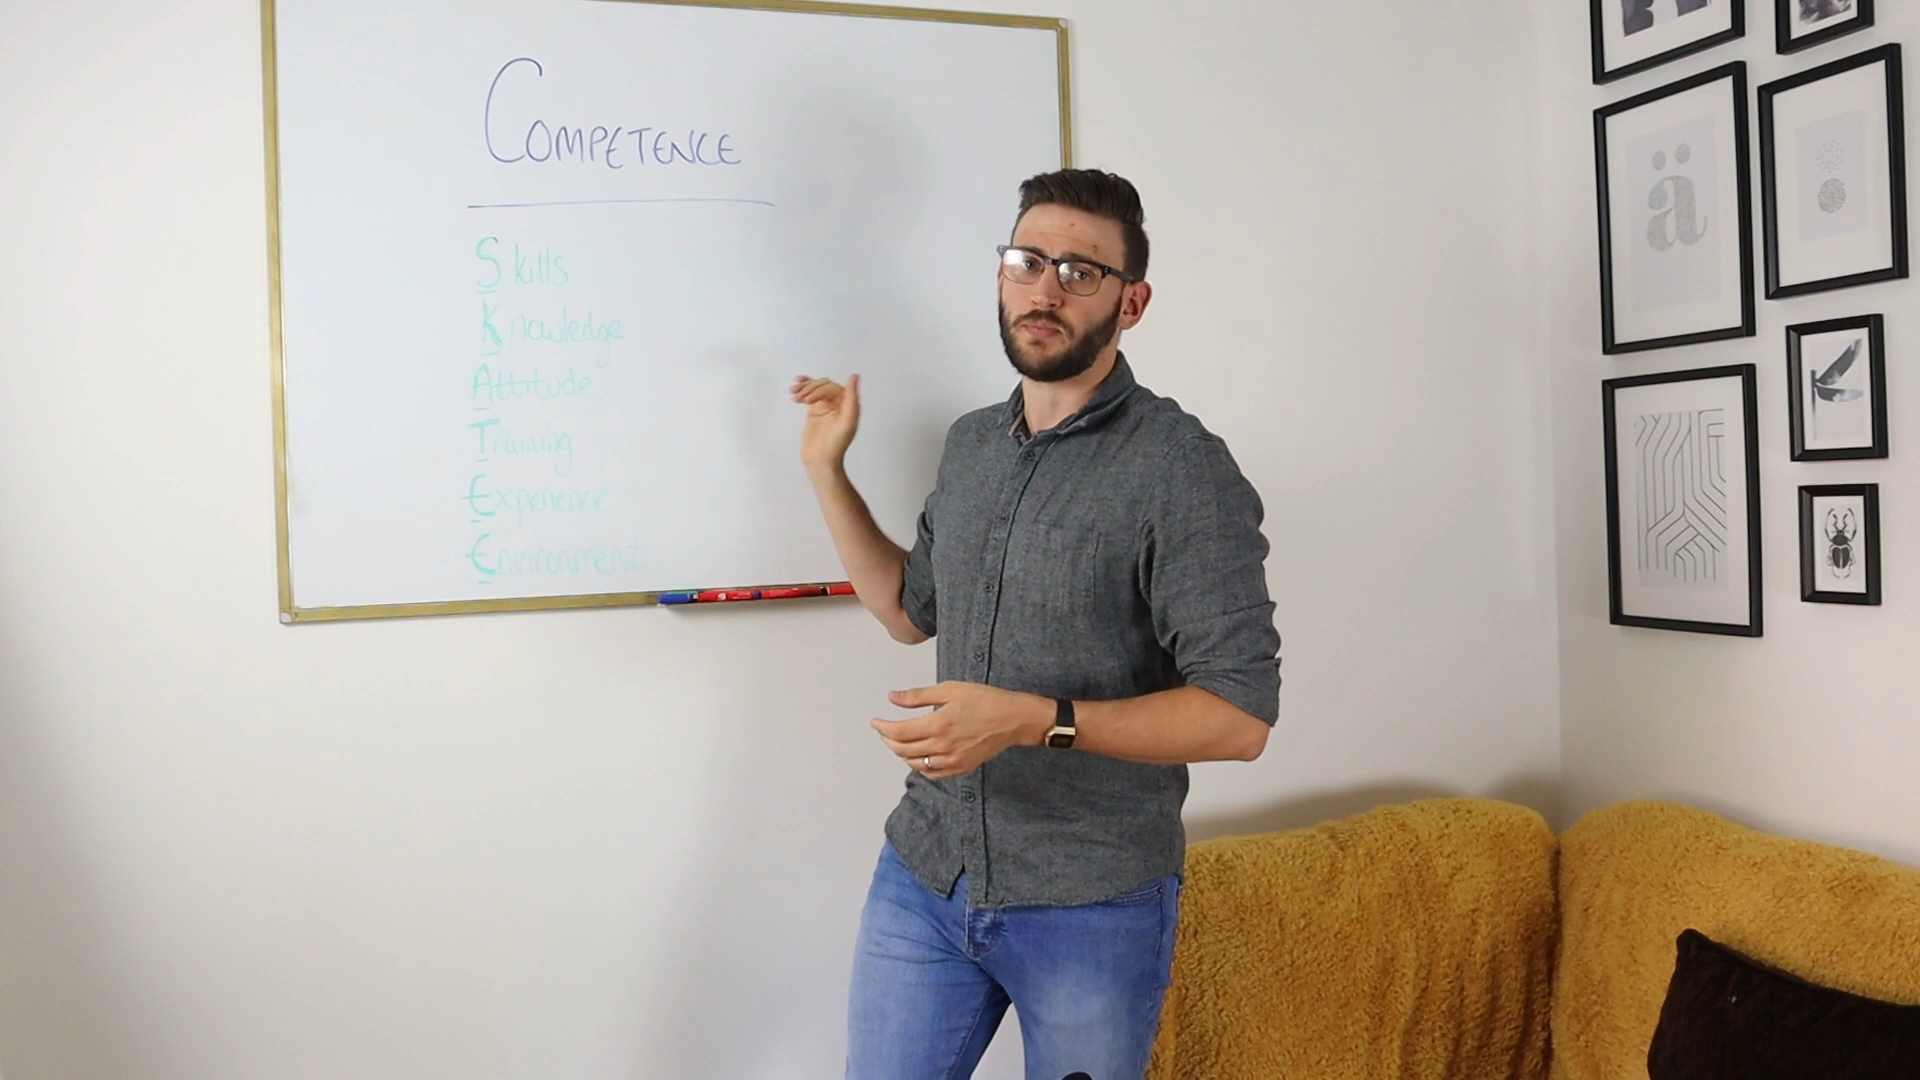 COMPETENCE
Skills
Knowledge
Attitude
Training
Experience
Environment
ä